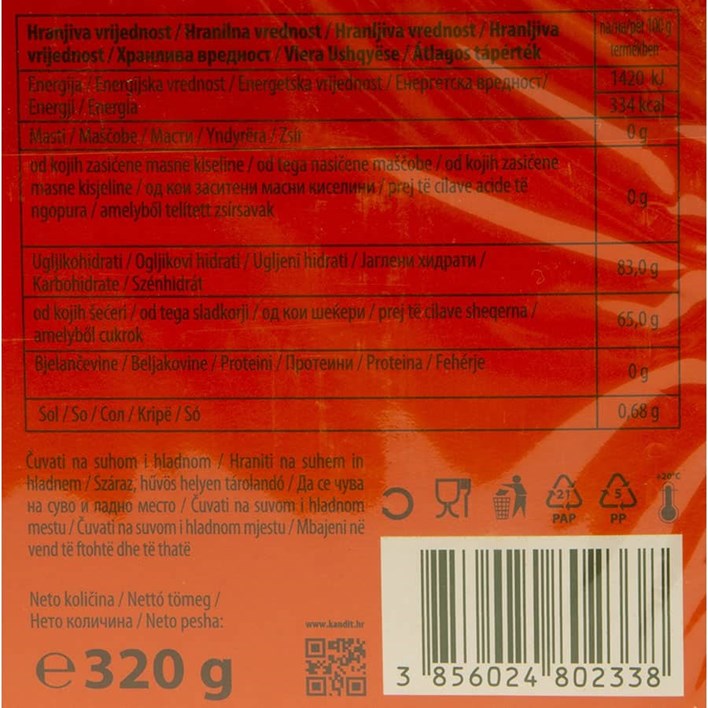 Hranjiva vrijednost / Hranilna vrednost / Hranljiva vrednost / Hranljiva
vrijednost / Хранлива вредност / Vlera Ushqyese / Átlagos tápérték
/per 100 g
termékben:
Energija / Energijska vrednost / Energetska vrijednost / Енергетска вредност/
Energji / Energia
1420 kJ
334 kcal
Masti / Maščobe / Масти / Yndyrëra / Zsír
0 g
od kojih zasićene masne kiseline / od tega nasičene maščobe / od kojih zasićene
masne kisjeline / од кои заситени масни киселини / prej të cilave acide të
ngopura / amelyből telített zsírsavak
0 g
Ugljikohidrati / Ogljikovi hidrati / Ugljeni hidrati / Јаглени хидрати /
Karbohidrate / Szénhidrát
83,0 g
od kojih šećeri / od tega sladkorji / од кои шеќери / prej të cilave sheqerna /
amelyből cukrok
65,0 g
Bjelančevine / Beljakovine / Proteini / Протеини / Proteina / Fehérje
0 g
Sol / So / Сол / Kripë / Só
0,68 g
Čuvati na suhom i hladnom / Hraniti na suhem in
hladnem / Száraz, hűvös helyen tárolandó / Да се чува
на суво и ладно место / Čuvati na suvom i hladnom
mestu / Čuvati na suvom i hladnom mjestu / Mbajeni në
vend të ftohtë dhe të thatë
21
PAP
5
PP
+20°C
Neto količina / Nettó tömeg /
Нето количина / Neto pesha:
e 320 g
www.kandit.hr
3 856024 802338